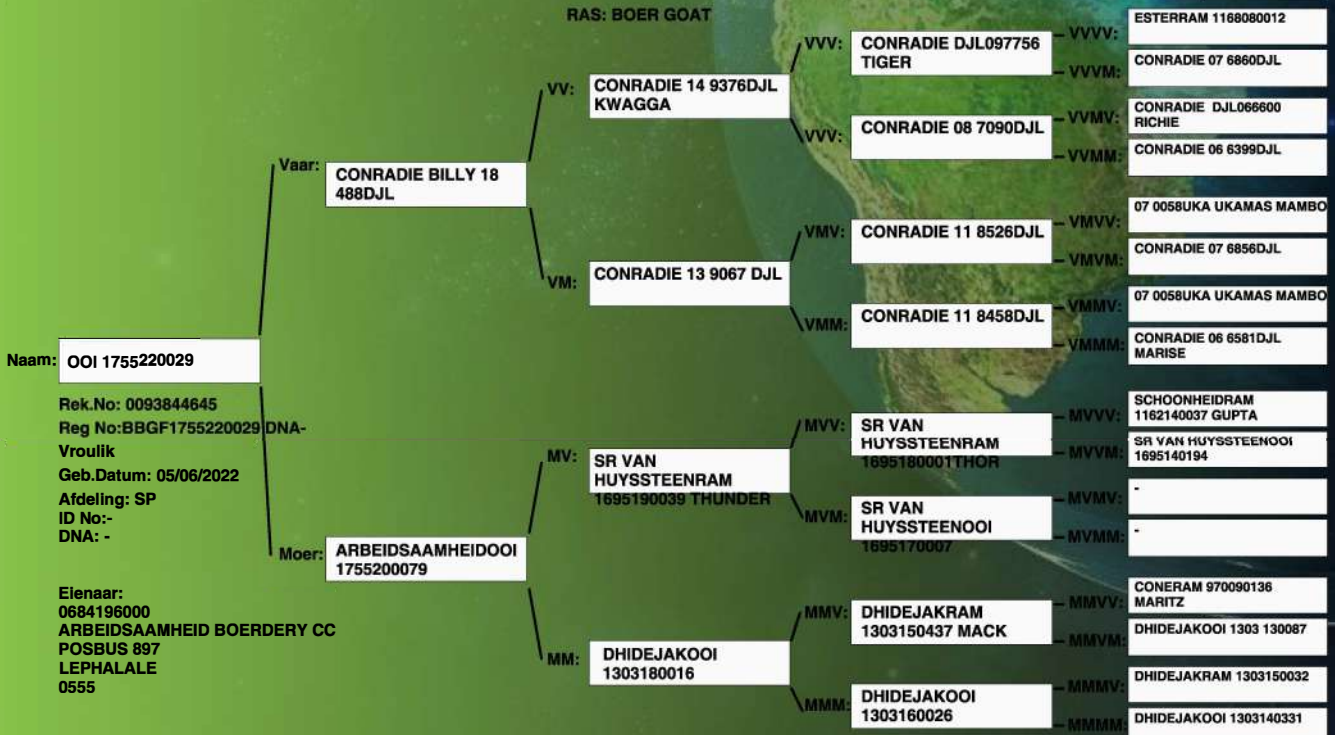 RAS: BOER GOAT
Naam: OOI 1755220029
Rek.No: 0093844645
Reg No:BBGF1755220029 DNA-
Vroulik
Geb.Datum: 05/06/2022
Afdeling: SP
ID No:-
DNA: -
Eienaar:
0684196000
ARBEIDSAAMHEID BOERDERY CC
POSBUS 897
LEPHALALE
0555
Vaar: CONRADIE BILLY 18
488DJL
Moer: ARBEIDSAAMHEIDOOI
1755200079
VV: CONRADIE 14 9376DJL
KWAGGA
VM: CONRADIE 13 9067 DJL
MV: SR VAN
HUYSSTEENRAM
1695190039 THUNDER
MM: DHIDEJAKOOI
1303180016
VVV: CONRADIE DJL097756
TIGER
VVV: CONRADIE 08 7090DJL
VMV: CONRADIE 11 8526DJL
VMM: CONRADIE 11 8458DJL
MVV: SR VAN
HUYSSTEENRAM
1695180001THOR
MVM: SR VAN
HUYSSTEENOOI
1695170007
MMV: DHIDEJAKRAM
1303150437 MACK
MMM: DHIDEJAKOOI
1303160026
VVVV: ESTERRAM 1168080012
VVVM: CONRADIE 07 6860DJL
VVMV: CONRADIE DJL066600
RICHIE
VVMM: CONRADIE 06 6399DJL
VMVV: 07 0058UKA UKAMAS MAMBO
VMVM: CONRADIE 07 6856DJL
VMMV: 07 0058UKA UKAMAS MAMBO
VMMM: CONRADIE 06 6581DJL
MARISE
MVVV: SCHOONHEIDRAM
1162140037 GUPTA
MVVM: SR VAN HUYSSTEENOOI
1695140194
MVMV: -
MVMM: -
MMVV: CONERAM 970090136
MARITZ
MMVM: DHIDEJAKOOI 1303 130087
MMMV: DHIDEJAKRAM 1303150032
MMMM: DHIDEJAKOOI 1303140331